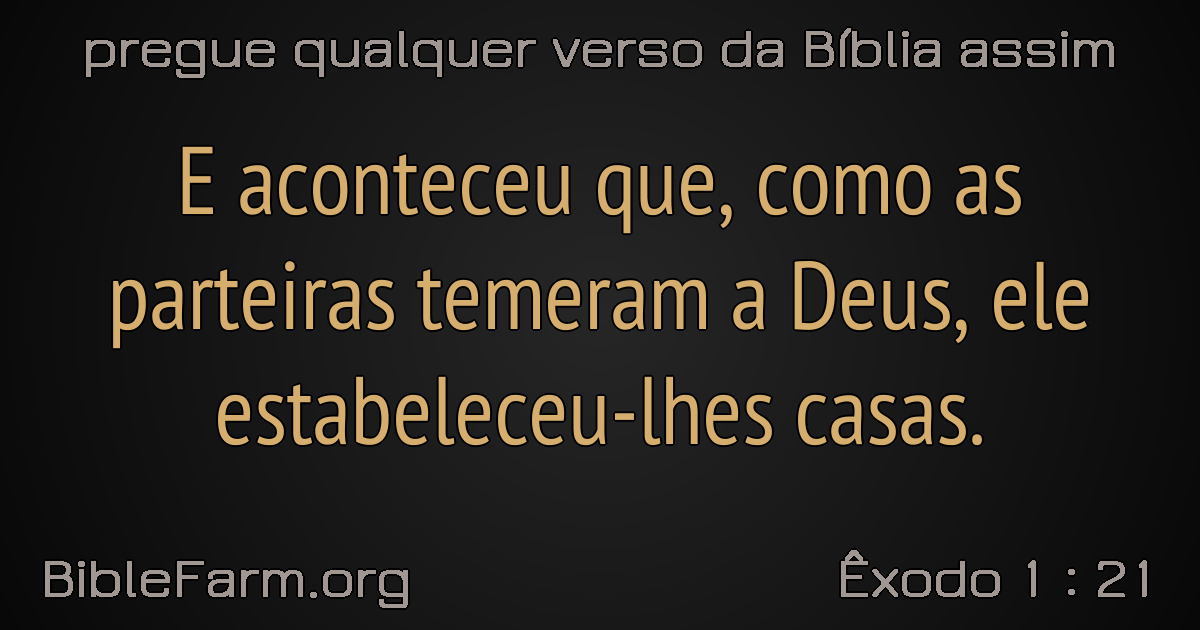 pregue qualquer verso da Bíblia assim
E aconteceu que, como as
parteiras temeram a Deus, ele
estabeleceu-lhes casas.
BibleFarm.org
Êxodo 1 : 21